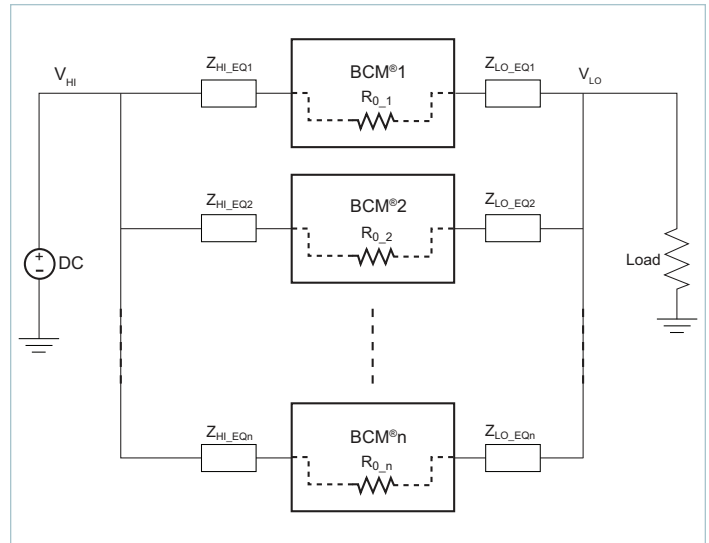 Z_HI_EQ1 BCM®1 Z_LO_EQ1
V_HI R_0_1 V_LO
Z_HI_EQ2 BCM®2 Z_LO_EQ2
R_0_2
+
-
DC Load
Z_HI_EQn BCM®n Z_LO_EQn
R_0_n